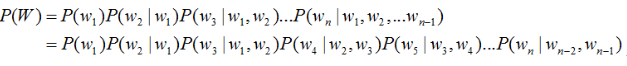 P(W) = P(w₁)P(w₂ | w₁)P(w₃ | w₁, w₂)...P(wₙ | w₁, w₂,...wₙ₋₁)
= P(w₁)P(w₂ | w₁)P(w₃ | w₁, w₂)P(w₄ | w₂, w₃)P(w₅ | w₃, w₄)...P(wₙ | wₙ₋₂, wₙ₋₁)